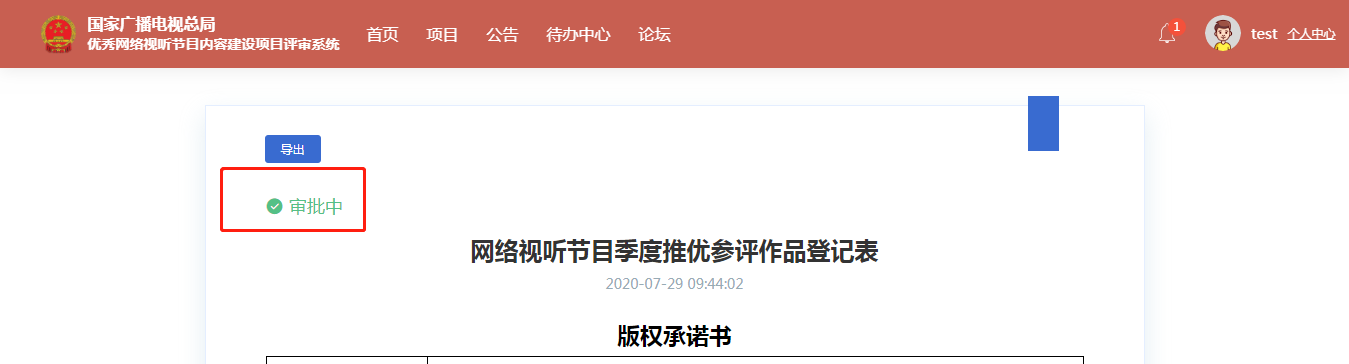 国家广播电视总局
优秀网络视听节目内容建设项目评审系统
首页 项目 公告 待办中心 论坛
1
test 个人中心
导出
审批中
网络视听节目季度推优参评作品登记表
2020-07-29 09:44:02
版权承诺书